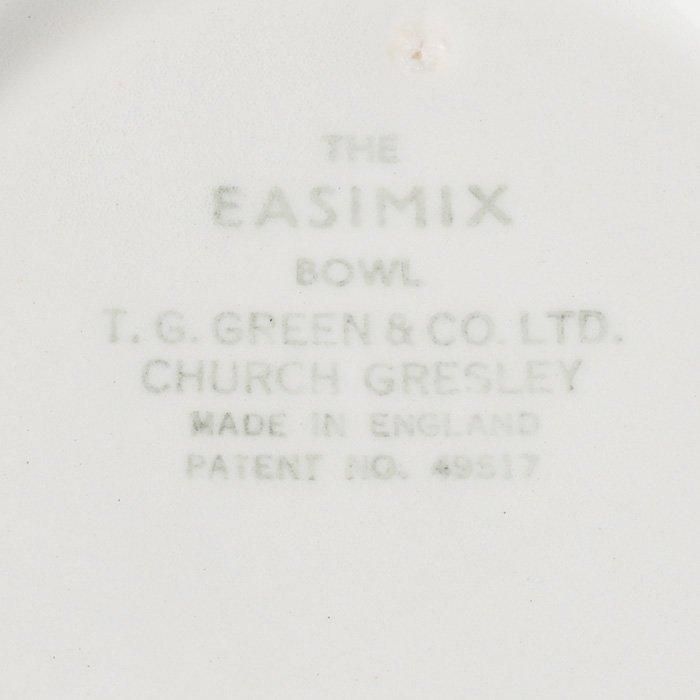 THE
EASIMIX
BOWL
T. G. GREEN & CO. LTD.
CHURCH GRESLEY
MADE IN ENGLAND
PATENT NO. 49517